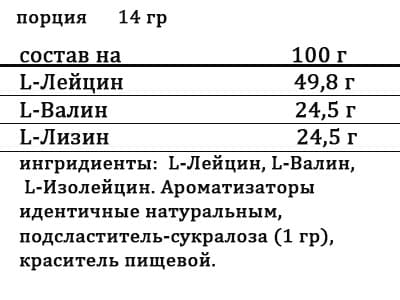 порция 14 гр
состав на 100 г
L-Лейцин 49,8 г
L-Валин 24,5 г
L-Лизин 24,5 г
ингридиенты: L-Лейцин, L-Валин,
L-Изолейцин. Ароматизаторы
идентичные натуральным,
подсластитель-сукралоза (1 гр),
краситель пищевой.